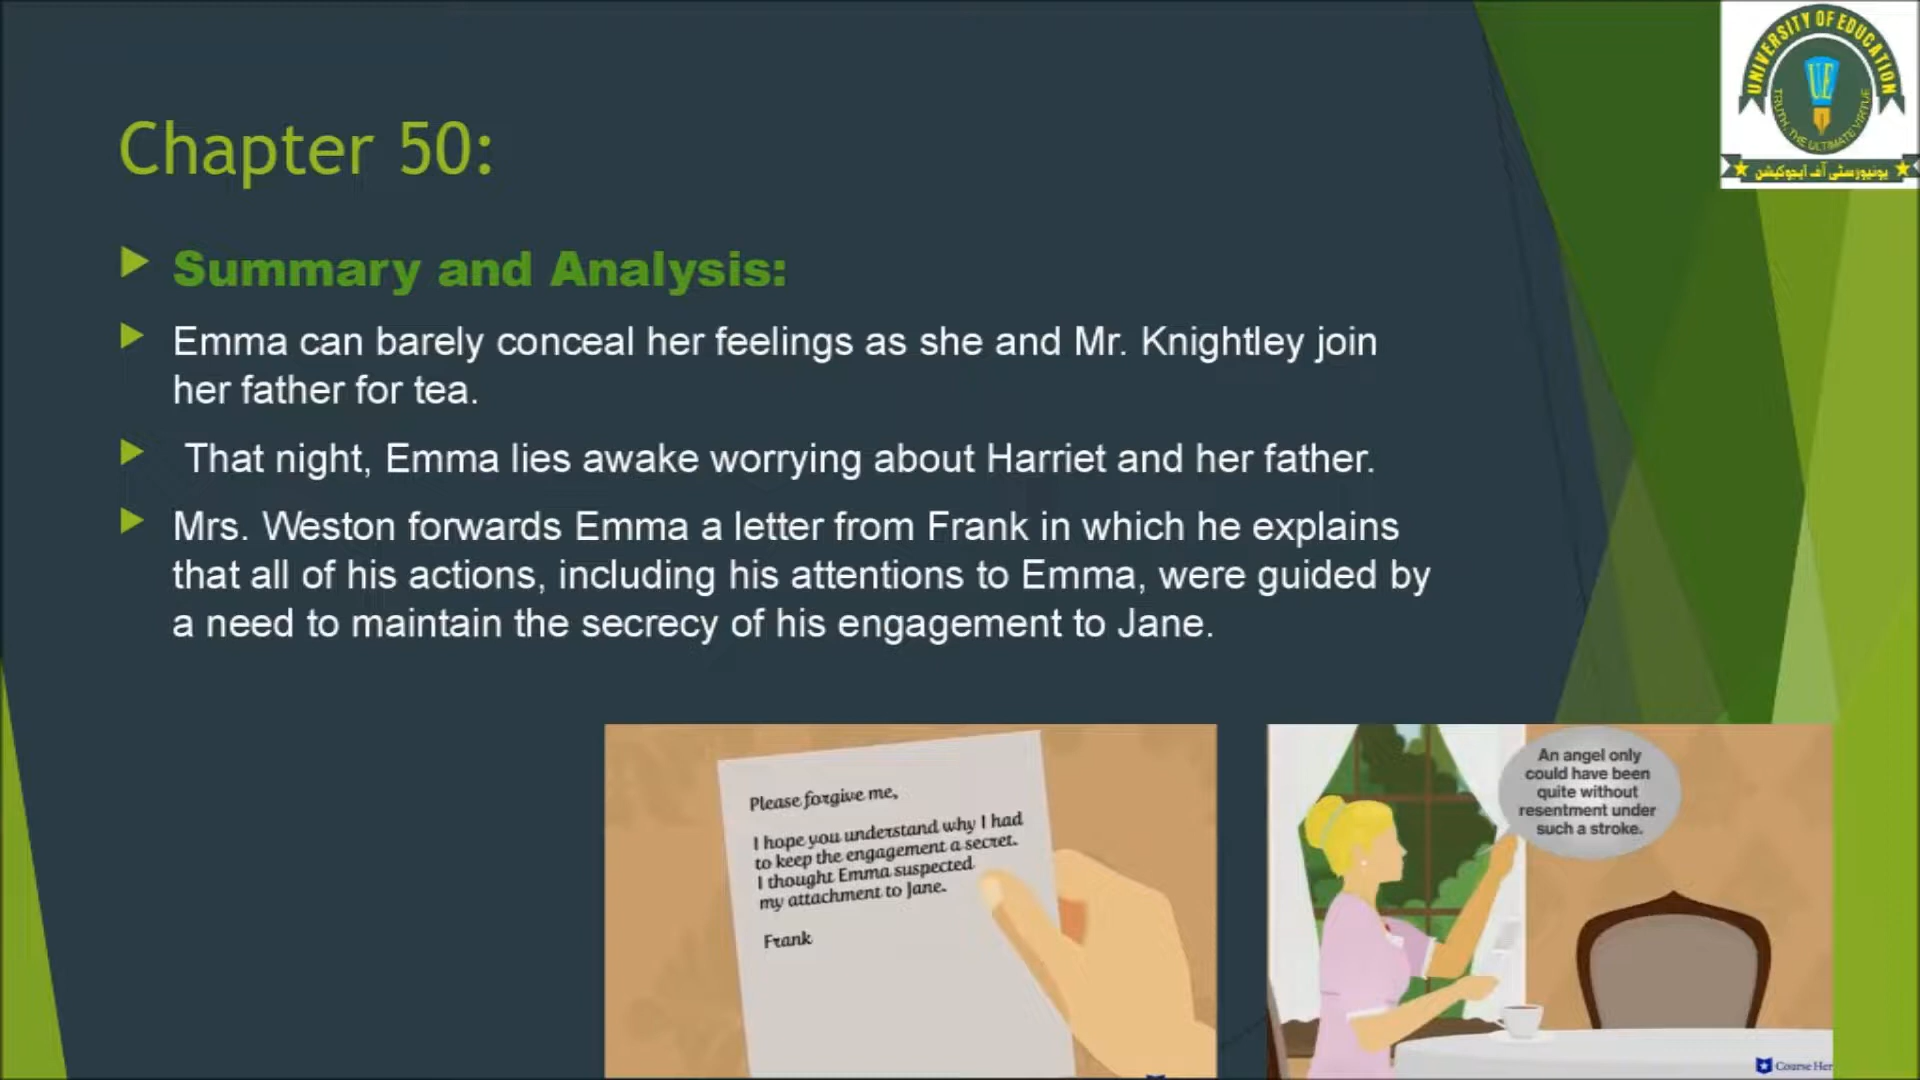 UNIVERSITY OF EDUCATION
UE
TRUTH, THE ULTIMATE VIRTUE
یونیورسٹی آف ایجوکیشن
Chapter 50:
Summary and Analysis:
Emma can barely conceal her feelings as she and Mr. Knightley join
her father for tea.
That night, Emma lies awake worrying about Harriet and her father.
Mrs. Weston forwards Emma a letter from Frank in which he explains
that all of his actions, including his attentions to Emma, were guided by
a need to maintain the secrecy of his engagement to Jane.
Please forgive me,
I hope you understand why I had
to keep the engagement a secret.
I thought Emma suspected
my attachment to Jane.
Frank
An angel only
could have been
quite without
resentment under
such a stroke.
Course Her